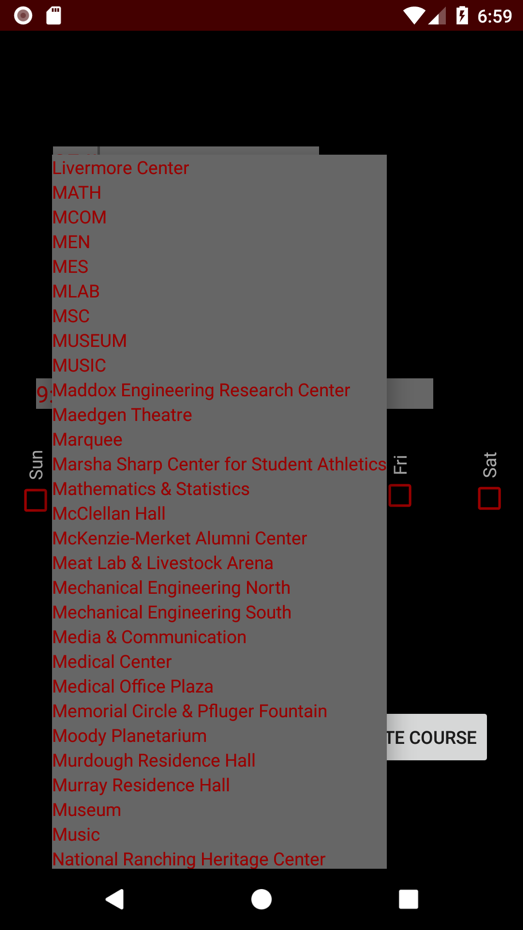 6:59
Livermore Center
MATH
MCOM
MEN
MES
MLAB
MSC
MUSEUM
MUSIC
Maddox Engineering Research Center
Maedgen Theatre
Marquee
Marsha Sharp Center for Student Athletics
Mathematics & Statistics
McClellan Hall
McKenzie-Merket Alumni Center
Meat Lab & Livestock Arena
Mechanical Engineering North
Mechanical Engineering South
Media & Communication
Medical Center
Medical Office Plaza
Memorial Circle & Pfluger Fountain
Moody Planetarium
Murdough Residence Hall
Murray Residence Hall
Museum
Music
National Ranching Heritage Center
9:
Sun
Fri
Sat
TE COURSE